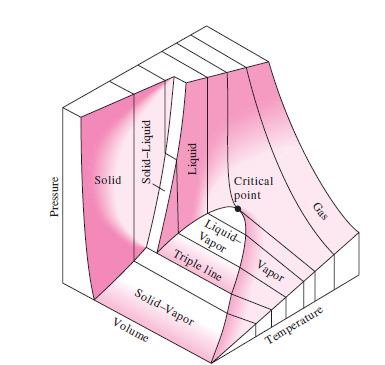 Pressure
Solid
Solid–Liquid
Liquid
Critical
point
Gas
Liquid–
Vapor
Vapor
Triple line
Solid–Vapor
Volume
Temperature